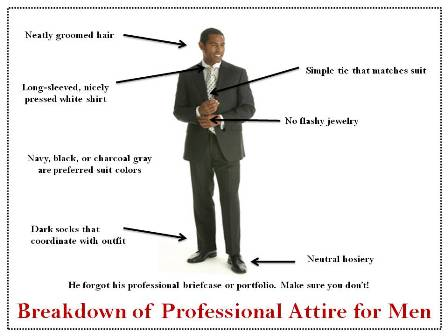 Neatly groomed hair
Simple tie that matches suit
Long-sleeved, nicely
pressed white shirt
No flashy jewelry
Navy, black, or charcoal gray
are preferred suit colors
Dark socks that
coordinate with outfit
Neutral hosiery
He forgot his professional briefcase or portfolio. Make sure you don't!
Breakdown of Professional Attire for Men